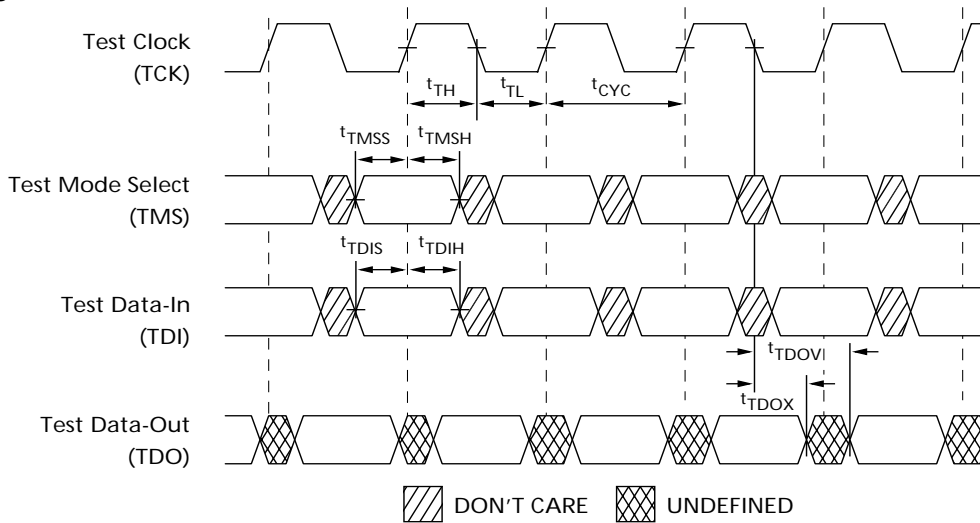 Test Clock
(TCK)
tTH
tTL
tCYC
tTMSS
tTMSH
Test Mode Select
(TMS)
tTDIS
tTDIH
Test Data-In
(TDI)
tTDOV
tTDOX
Test Data-Out
(TDO)
DON'T CARE
UNDEFINED